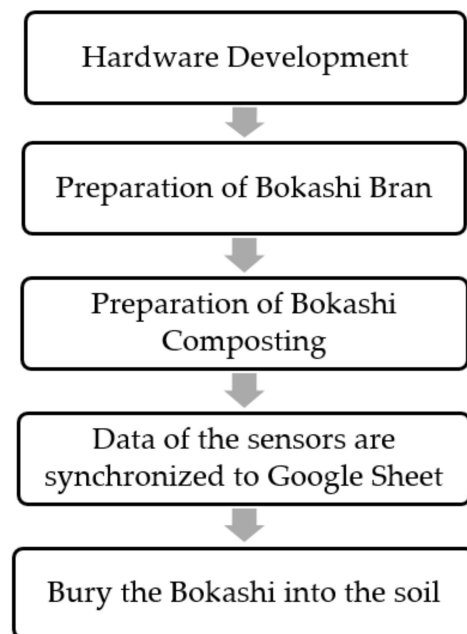 Hardware Development
Preparation of Bokashi Bran
Preparation of Bokashi
Composting
Data of the sensors are
synchronized to Google Sheet
Bury the Bokashi into the soil